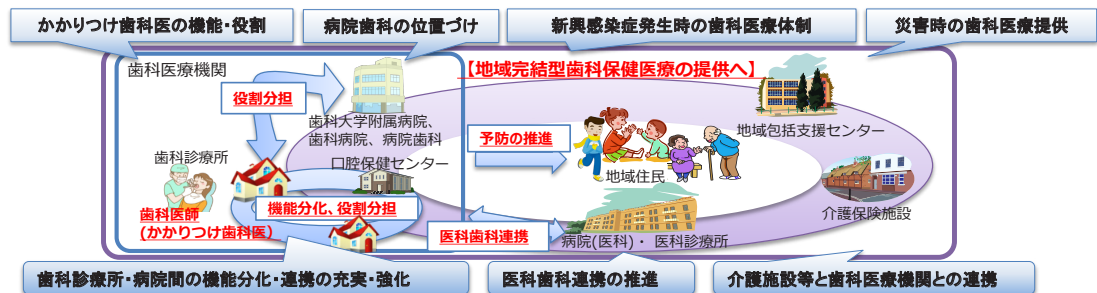 かかりつけ歯科医の機能・役割
病院歯科の位置づけ
新興感染症発生時の歯科医療体制
災害時の歯科医療提供
歯科医療機関
【地域完結型歯科保健医療の提供へ】
役割分担
歯科大学附属病院、
歯科病院、病院歯科
口腔保健センター
歯科診療所
歯科医師
(かかりつけ歯科医)
機能分化、役割分担
予防の推進
地域住民
地域包括支援センター
介護保険施設
医科歯科連携
病院(医科)・ 医科診療所
歯科診療所・病院間の機能分化・連携の充実・強化
医科歯科連携の推進
介護施設等と歯科医療機関との連携